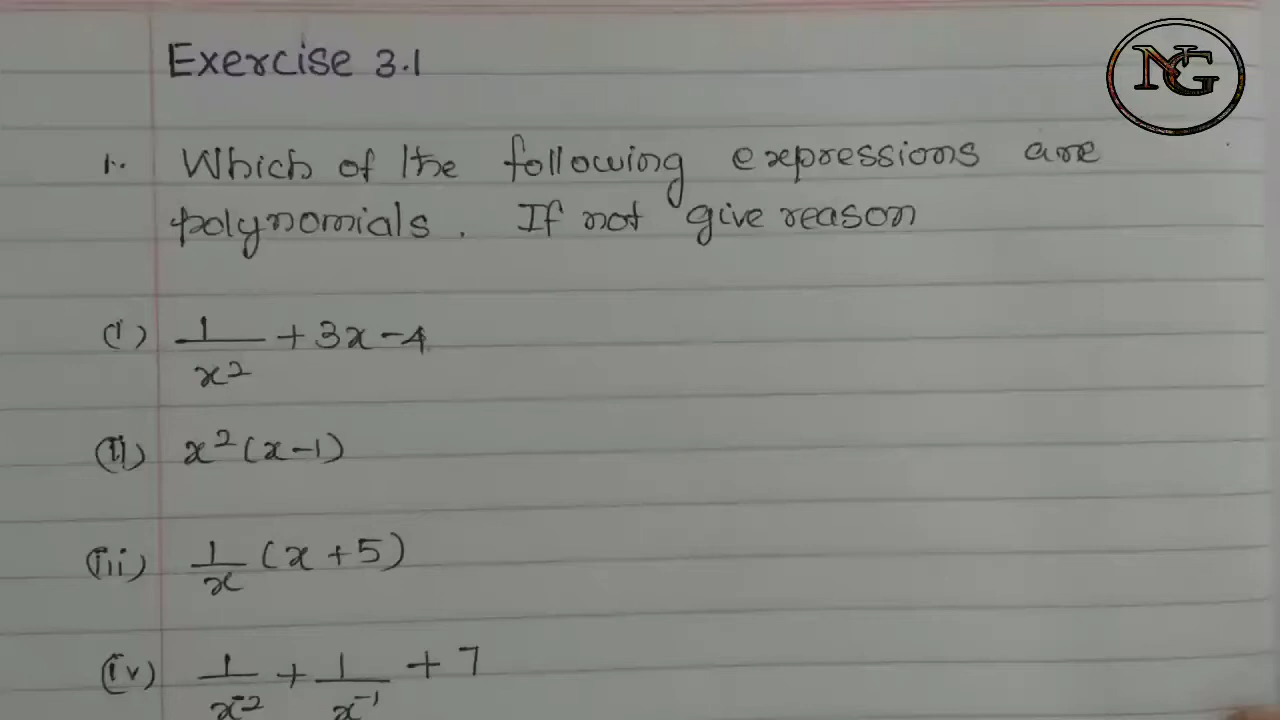 Exercise 3.1
NG
1. Which of the following expressions are
polynomials. If not give reason
(i) 1/x² + 3x - 4
(ii) x² (x - 1)
(iii) 1/x (x + 5)
(iv) 1/x⁻² + 1/x⁻¹ + 7